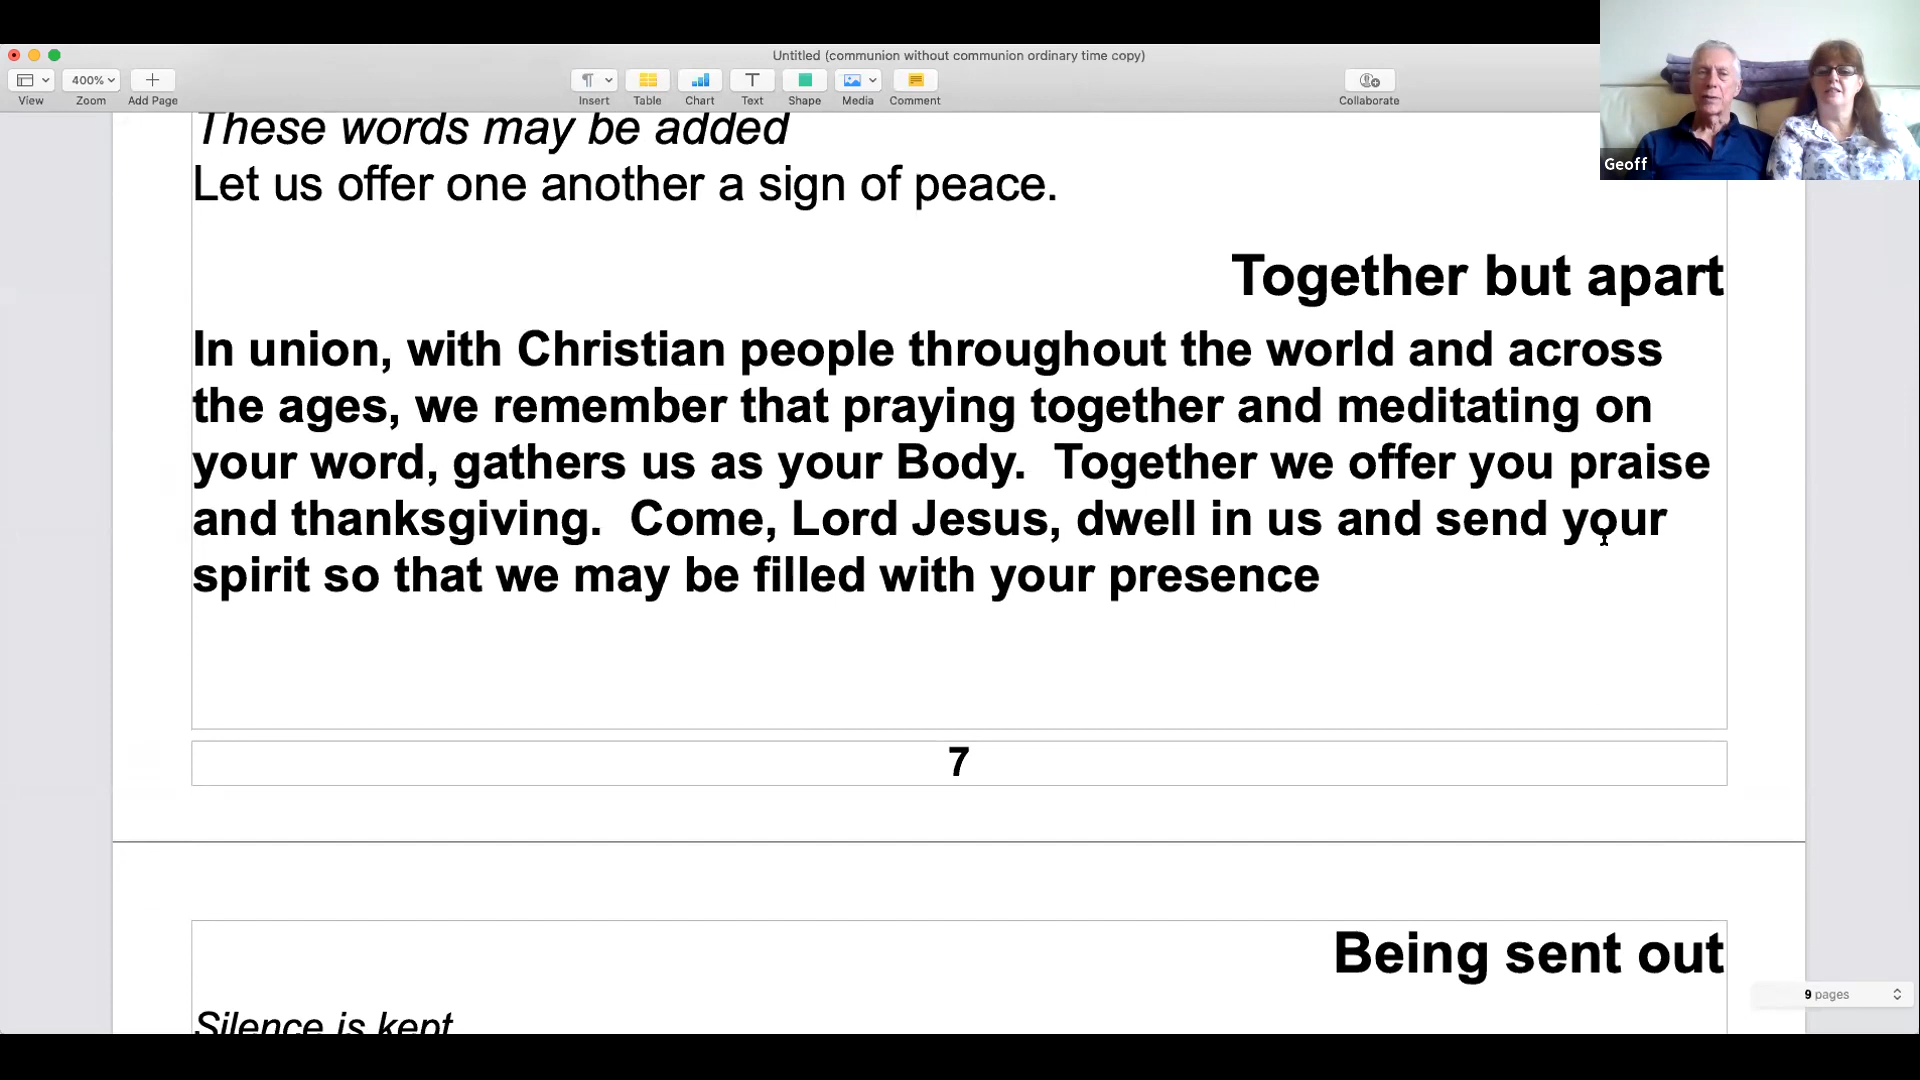 Untitled (communion without communion ordinary time copy)
400%
View
Zoom
Add Page
Insert
Table
Chart
Text
Shape
Media
Comment
Collaborate
Geoff
These words may be added
Let us offer one another a sign of peace.
Together but apart
In union, with Christian people throughout the world and across
the ages, we remember that praying together and meditating on
your word, gathers us as your Body.  Together we offer you praise
and thanksgiving.  Come, Lord Jesus, dwell in us and send your
spirit so that we may be filled with your presence
7
Being sent out
Silence is kept
9 pages